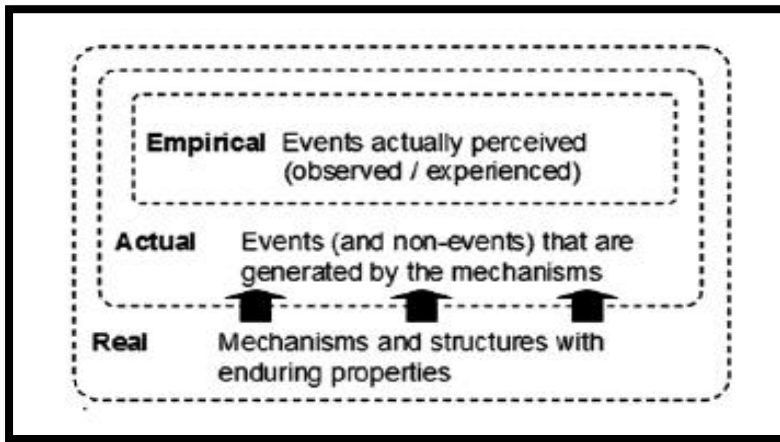 Empirical Events actually perceived
(observed / experienced)
Actual Events (and non-events) that are
generated by the mechanisms
Real Mechanisms and structures with
enduring properties